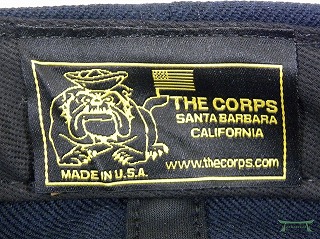 THE CORPS
SANTA BARBARA
CALIFORNIA
MADE IN U.S.A.
www.thecorps.com